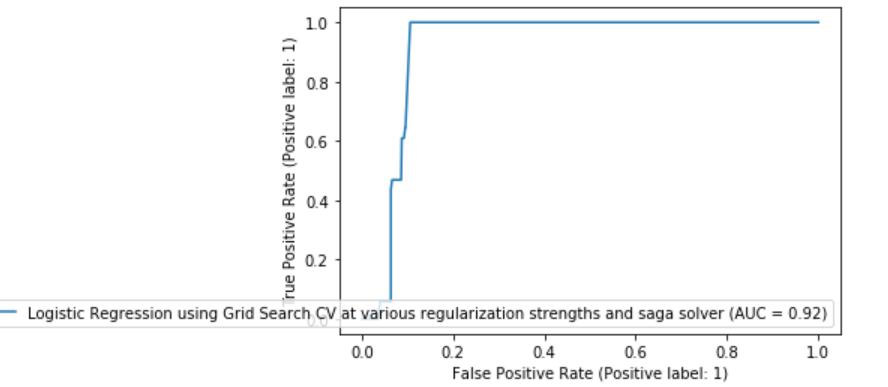 1.0
0.8
0.6
0.4
0.2
0.0
True Positive Rate (Positive label: 1)
Logistic Regression using Grid Search CV at various regularization strengths and saga solver (AUC = 0.92)
0.0 0.2 0.4 0.6 0.8 1.0
False Positive Rate (Positive label: 1)